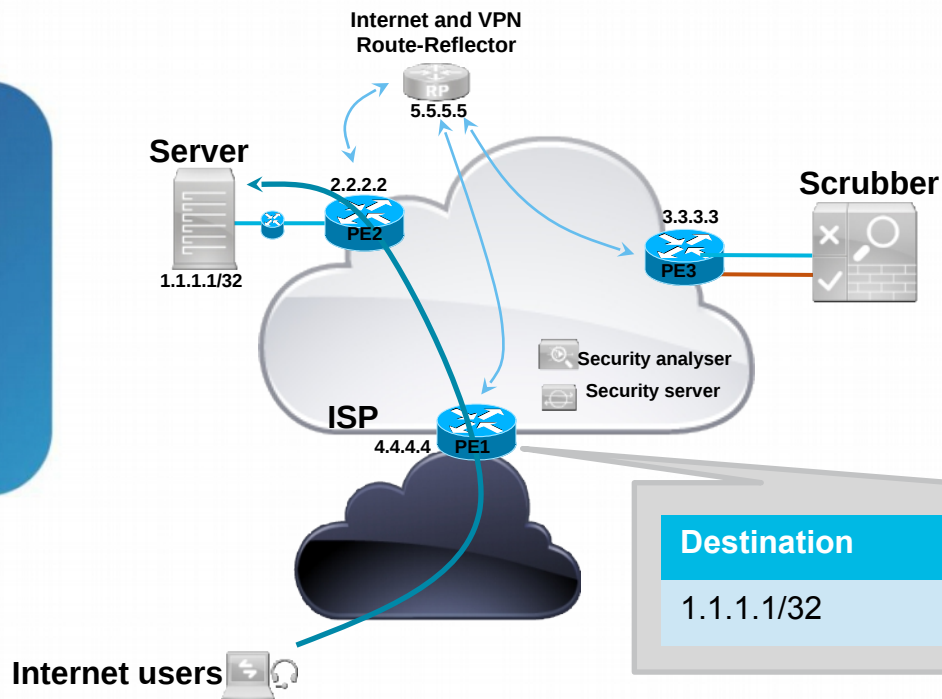 Internet and VPN
Route-Reflector
RP
5.5.5.5
Server
2.2.2.2
PE2
1.1.1.1/32
Scrubber
3.3.3.3
PE3
Security analyser
Security server
ISP
4.4.4.4
PE1
Destination
1.1.1.1/32
Internet users